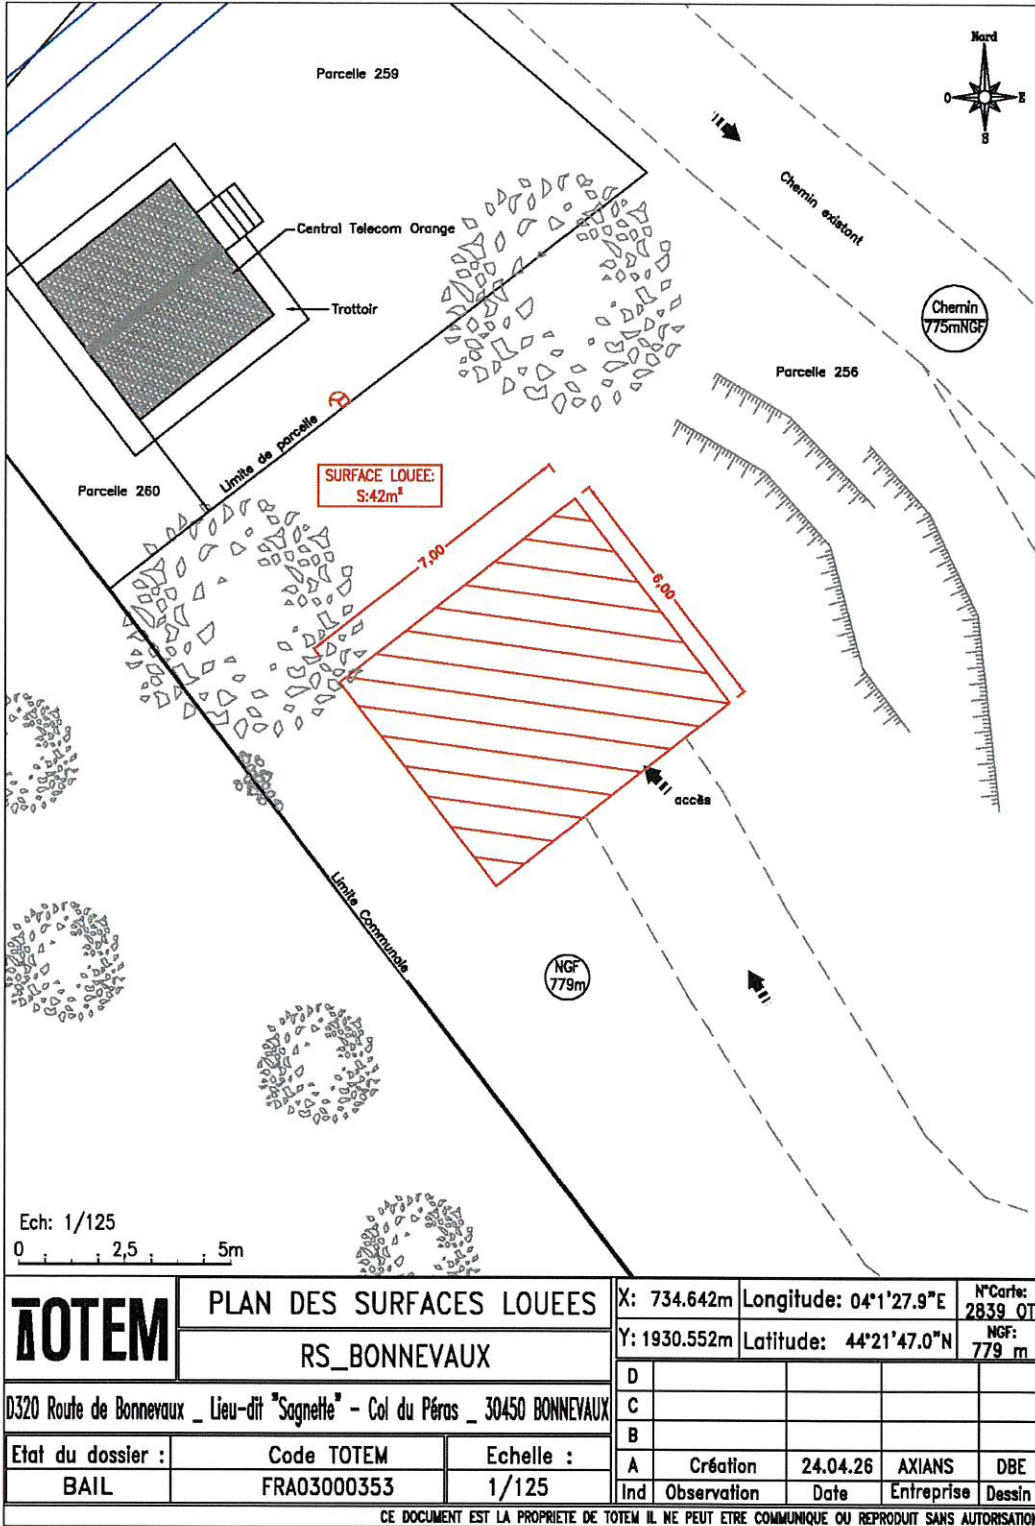 Nord
O E
S
Parcelle 259
Chemin existant
Central Telecom Orange
Trottoir
Chemin
775mNGF
Parcelle 256
Limite de parcelle
Parcelle 260
SURFACE LOUEE:
S:42m²
7,00
6,00
accès
Limite Communale
NGF
779m
Ech: 1/125
0 2,5 5m
TOTEM
PLAN DES SURFACES LOUEES
RS_BONNEVAUX
D320 Route de Bonnevaux _ Lieu-dit "Sagnette" - Col du Péras _ 30450 BONNEVAUX
Etat du dossier : Code TOTEM Echelle :
BAIL FRA03000353 1/125
X: 734.642m Longitude: 04°1'27.9"E N°Carte:
2839 OT
Y: 1930.552m Latitude: 44°21'47.0"N NGF:
779 m
D
C
B
A Création 24.04.26 AXIANS DBE
Ind Observation Date Entreprise Dessin
CE DOCUMENT EST LA PROPRIETE DE TOTEM IL NE PEUT ETRE COMMUNIQUE OU REPRODUIT SANS AUTORISATIO